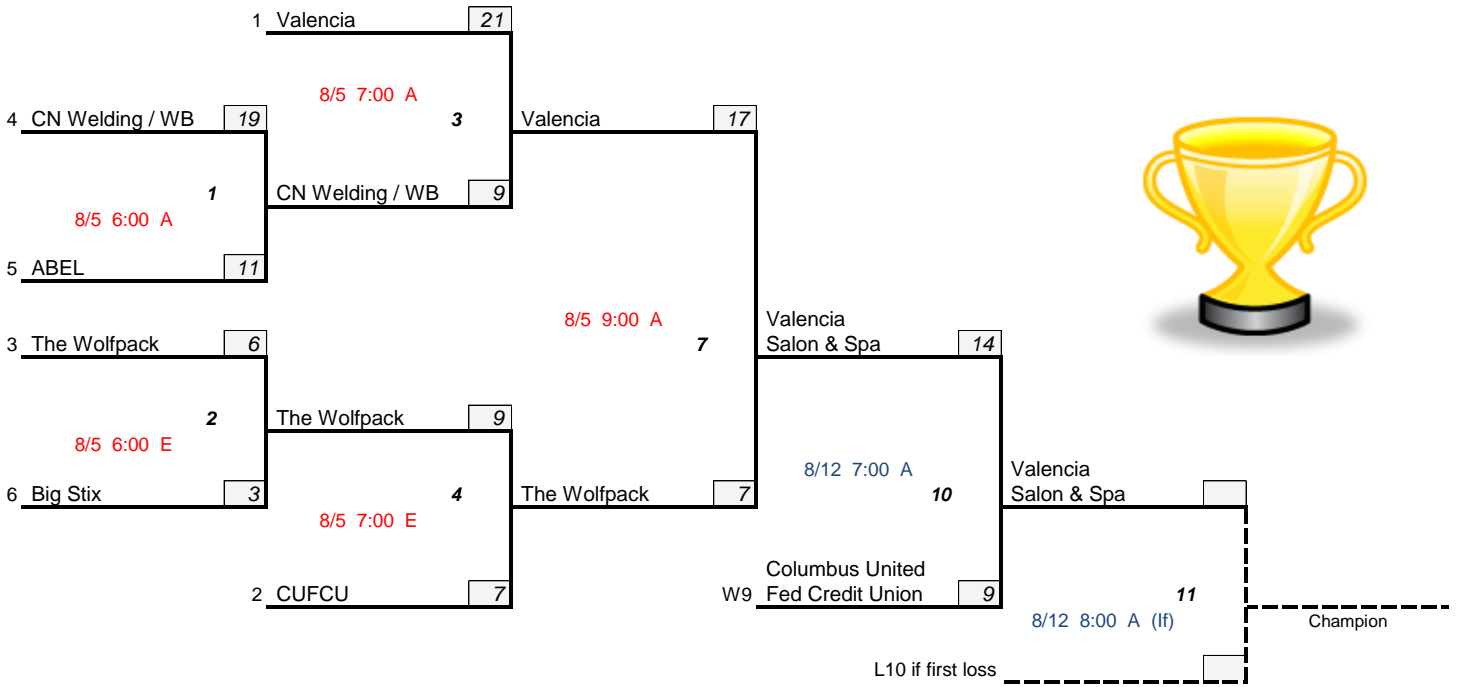 1 Valencia 21
8/5 7:00 A
4 CN Welding / WB 19
3
Valencia 17
1
CN Welding / WB 9
8/5 6:00 A
5 ABEL 11
8/5 9:00 A
Valencia
3 The Wolfpack 6
7
Salon & Spa 14
2
The Wolfpack 9
8/5 6:00 E
8/12 7:00 A
Valencia
6 Big Stix 3
4
The Wolfpack 7
10
Salon & Spa
8/5 7:00 E
Columbus United
2 CUFCU 7
W9 Fed Credit Union 9
11
8/12 8:00 A (If)
Champion
L10 if first loss